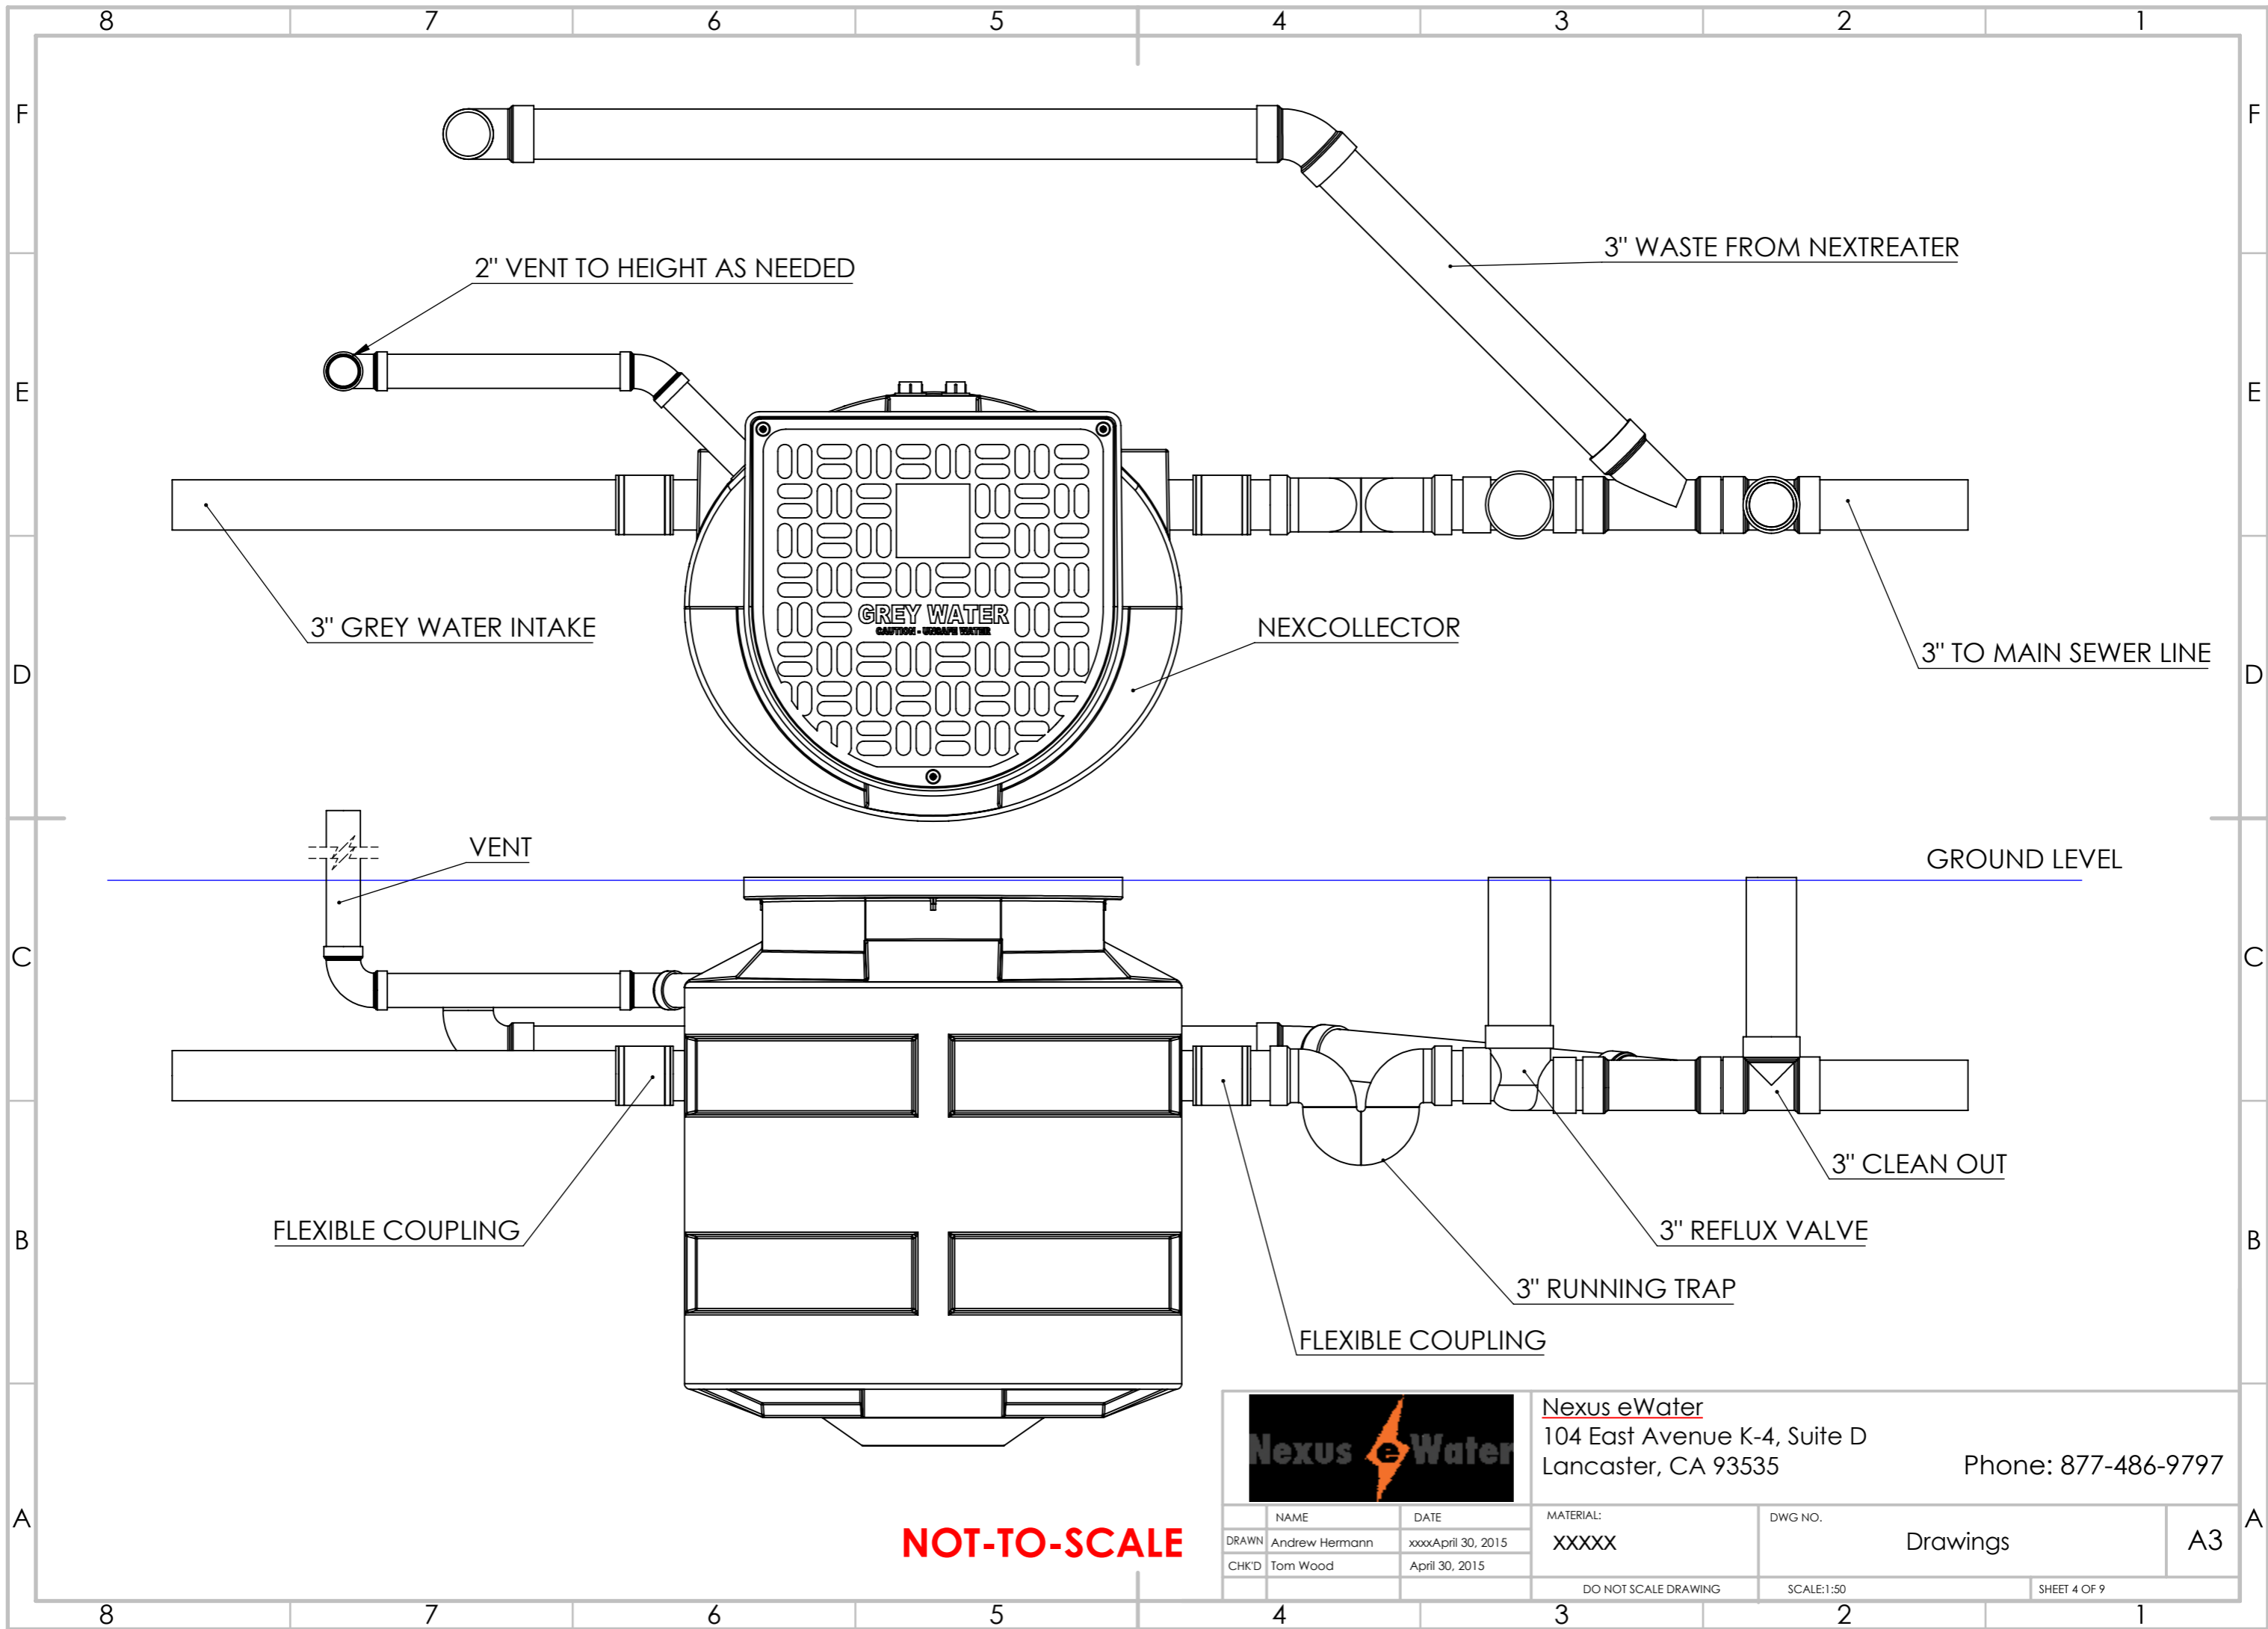 8 7 6 5 4 3 2 1
F F
3" WASTE FROM NEXTREATER
2" VENT TO HEIGHT AS NEEDED
E E
3" GREY WATER INTAKE
GREY WATER
CAUTION - UNSAFE WATER
NEXCOLLECTOR
3" TO MAIN SEWER LINE
D D
VENT
GROUND LEVEL
C C
3" CLEAN OUT
FLEXIBLE COUPLING
3" REFLUX VALVE
B B
3" RUNNING TRAP
FLEXIBLE COUPLING
Nexus e Water
Nexus eWater
104 East Avenue K-4, Suite D
Lancaster, CA 93535
Phone: 877-486-9797
A A
NOT-TO-SCALE
NAME DATE
DRAWN Andrew Hermann xxxxApril 30, 2015
CHK'D Tom Wood April 30, 2015
MATERIAL:
XXXXX
DWG NO.
Drawings
A3
DO NOT SCALE DRAWING
SCALE:1:50
SHEET 4 OF 9
8 7 6 5 4 3 2 1